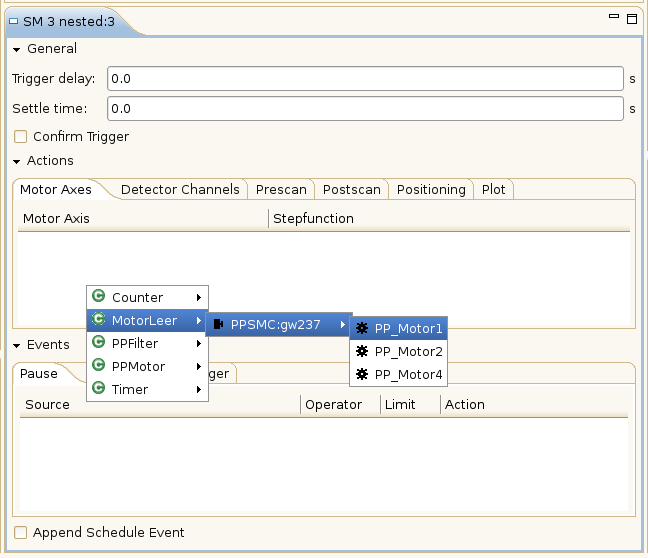 SM 3 nested:3
General
Trigger delay: 0.0 s
Settle time: 0.0 s
Confirm Trigger
Actions
Motor Axes Detector Channels Prescan Postscan Positioning Plot
Motor Axis Stepfunction
Counter
MotorLeer PPSMC:gw237 PP_Motor1
PPFilter PP_Motor2
PPMotor PP_Motor4
Timer
Events
Pause ger
Source Operator Limit Action
Append Schedule Event